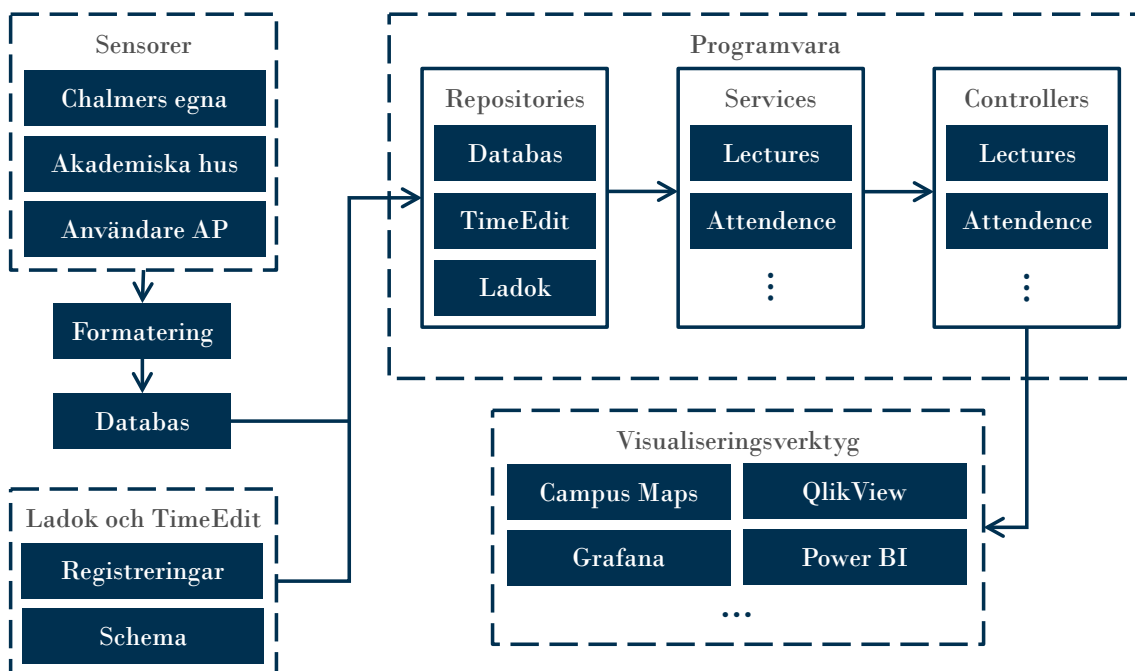 Sensorer
Chalmers egna
Akademiska hus
Användare AP
Formatering
Databas
Ladok och TimeEdit
Registreringar
Schema
Programvara
Repositories
Databas
TimeEdit
Ladok
Services
Lectures
Attendence
⋮
Controllers
Lectures
Attendence
⋮
Visualiseringsverktyg
Campus Maps
QlikView
Grafana
Power BI
...